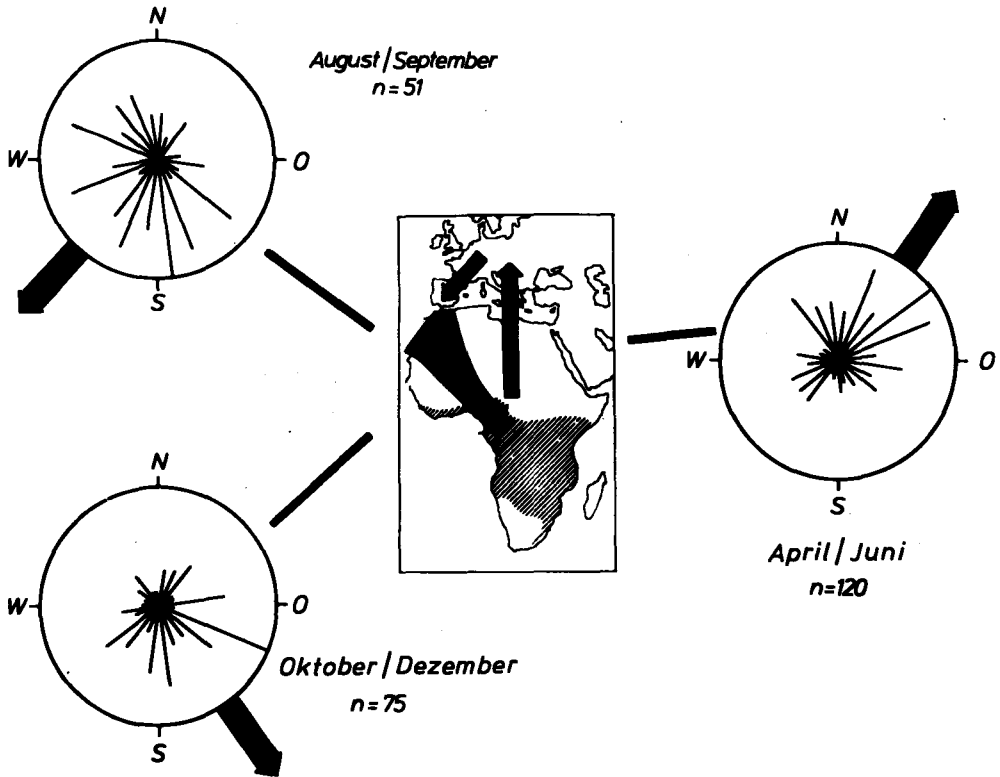 N
August/September
n=51
W
O
S
N
W
O
S
April/Juni
n=120
N
W
O
Oktober/Dezember
n=75
S